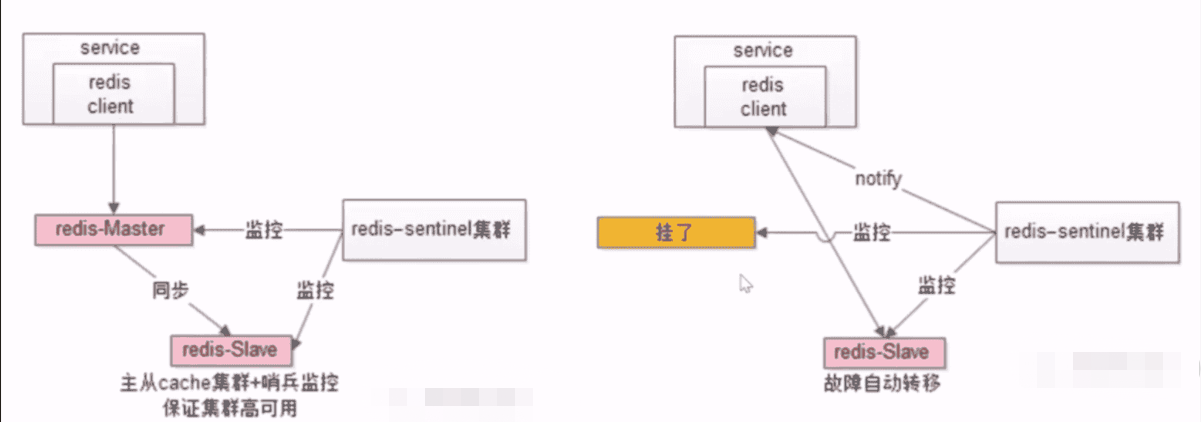 service
redis
client
redis-Master
监控
redis-sentinel集群
同步
监控
redis-Slave
主从cache集群+哨兵监控
保证集群高可用
service
redis
client
notify
挂了
监控
redis-sentinel集群
监控
redis-Slave
故障自动转移